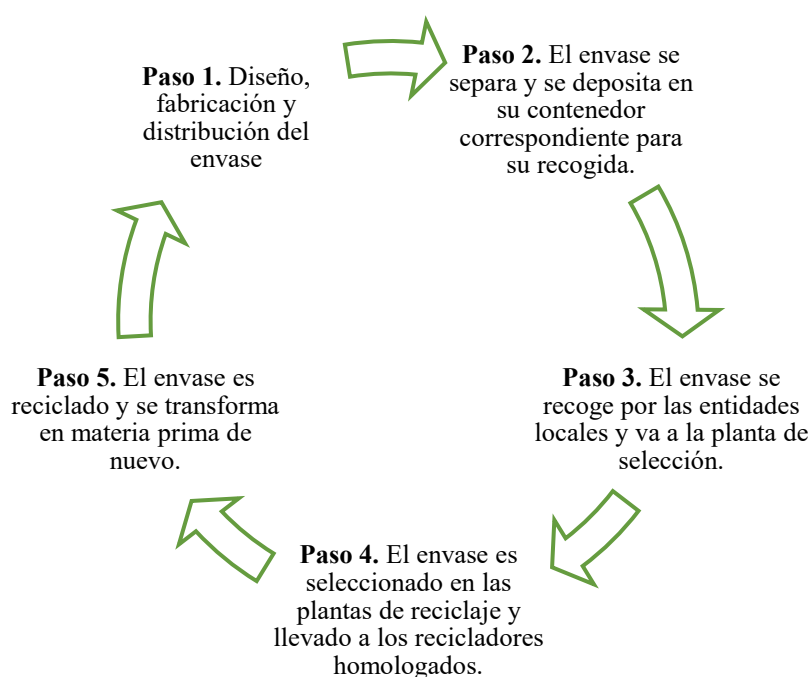 Paso 1. Diseño,
fabricación y
distribución del
envase
Paso 2. El envase se
separa y se deposita en
su contenedor
correspondiente para
su recogida.
Paso 3. El envase se
recoge por las entidades
locales y va a la planta de
selección.
Paso 4. El envase es
seleccionado en las
plantas de reciclaje y
llevado a los recicladores
homologados.
Paso 5. El envase es
reciclado y se transforma
en materia prima de
nuevo.